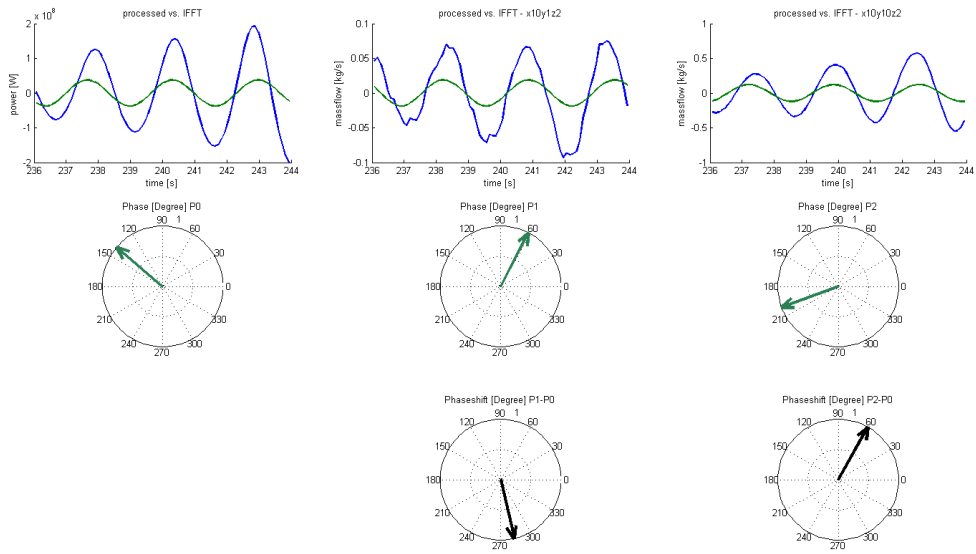 processed vs. IFFT
x 10⁸
2
1
0
-1
-2
power [W]
236 237 238 239 240 241 242 243 244
time [s]
processed vs. IFFT - x10y1z2
0.1
0.05
0
-0.05
-0.1
massflow [kg/s]
236 237 238 239 240 241 242 243 244
time [s]
processed vs. IFFT - x10y10z2
1
0.5
0
-0.5
-1
massflow [kg/s]
236 237 238 239 240 241 242 243 244
time [s]
Phase [Degree] P0
90 1
120 60
150 30
180 0
210 330
240 300
270
Phase [Degree] P1
90 1
120 60
150 30
180 0
210 330
240 300
270
Phase [Degree] P2
90 1
120 60
150 30
180 0
210 330
240 300
270
Phaseshift [Degree] P1-P0
90 1
120 60
150 30
180 0
210 330
240 300
270
Phaseshift [Degree] P2-P0
90 1
120 60
150 30
180 0
210 330
240 300
270